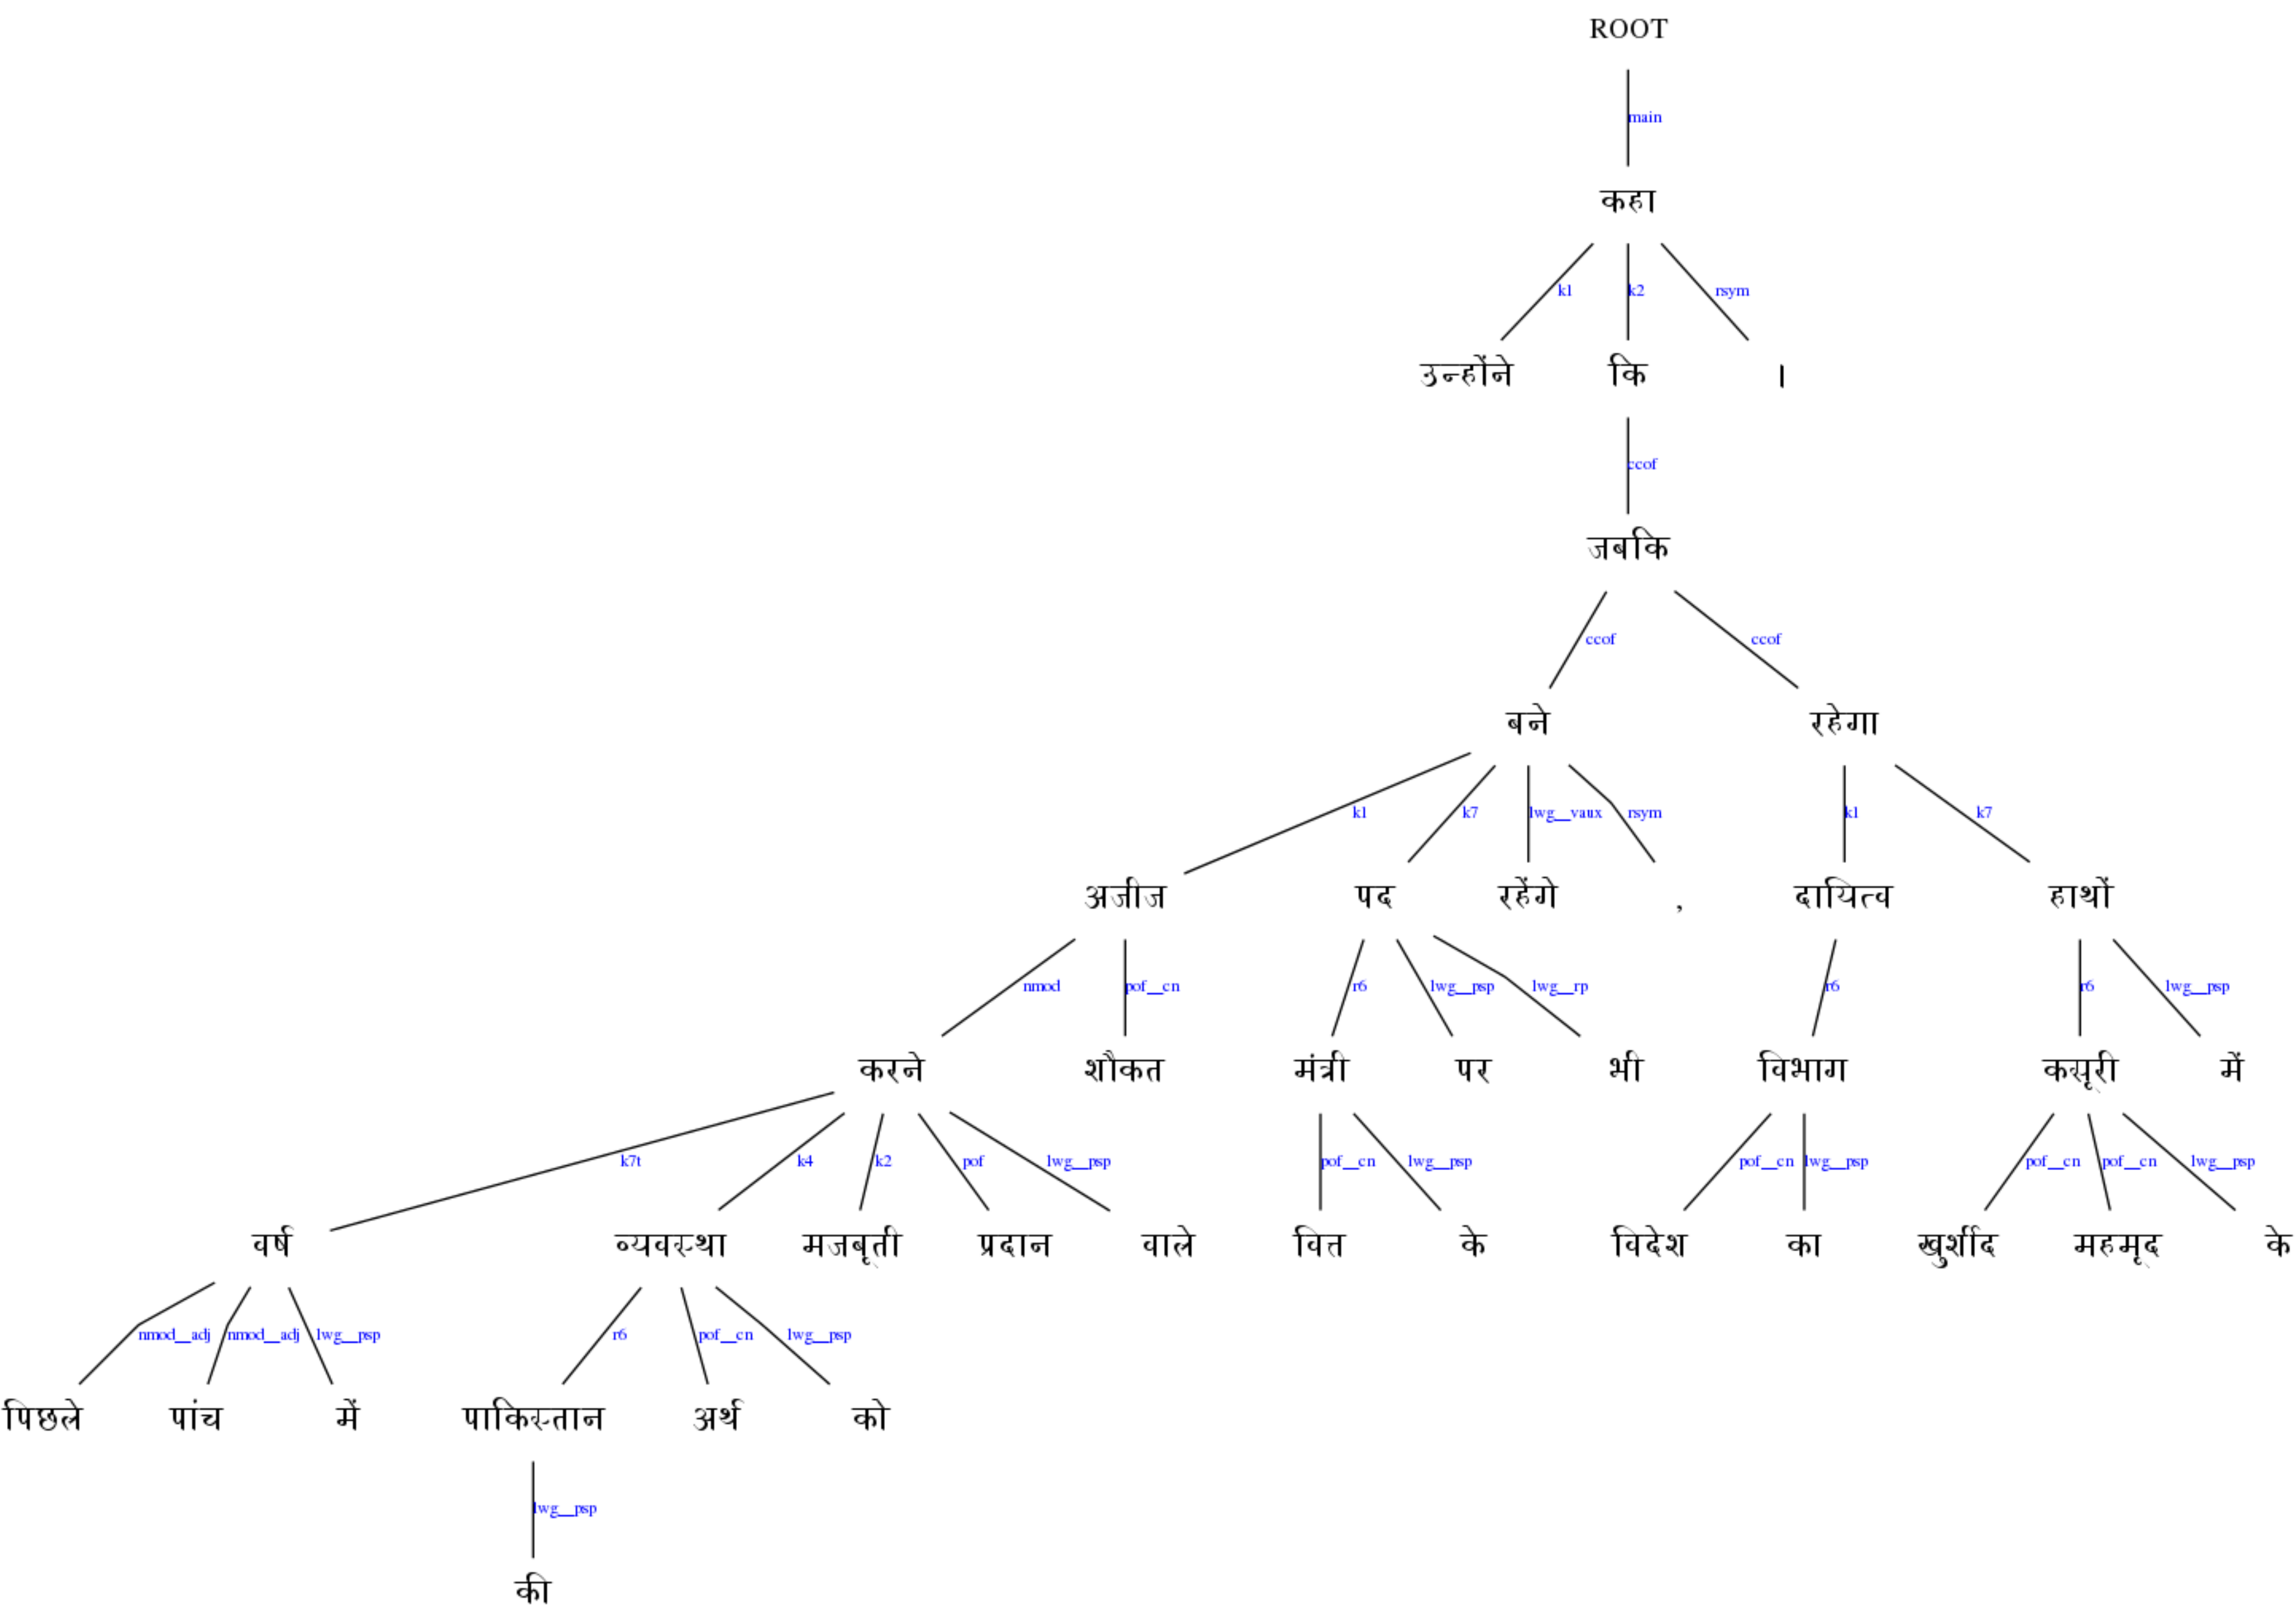 ROOT
main
कहा
k1 k2 rsym
उन्होंने कि ।
ccof
जबकि
ccof ccof
बने रहेगा
k1 k7 lwg__vaux rsym k1 k7
अजीज पद रहेंगे , दायित्व हाथों
nmod pof__cn r6 lwg__psp lwg__rp r6 r6 lwg__psp
करने शौकत मंत्री पर भी विभाग कसूरी में
k7t k4 k2 pof lwg__psp pof__cn lwg__psp pof__cn lwg__psp pof__cn pof__cn lwg__psp
वर्ष व्यवस्था मजबूती प्रदान वाले वित्त के विदेश का खुर्शीद महमूद के
nmod__adj nmod__adj lwg__psp r6 pof__cn lwg__psp
पिछले पांच में पाकिस्तान अर्थ को
lwg__psp
की